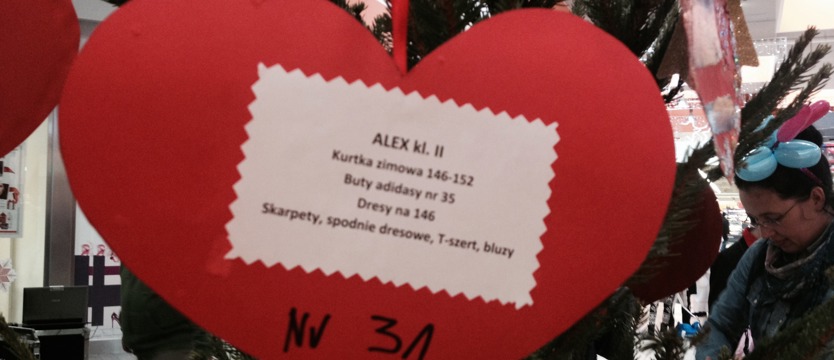 ALEX kl. II
Kurtka zimowa 146-152
Buty adidasy nr 35
Dresy na 146
Skarpety, spodnie dresowe, T-szert, bluzy
NV 31